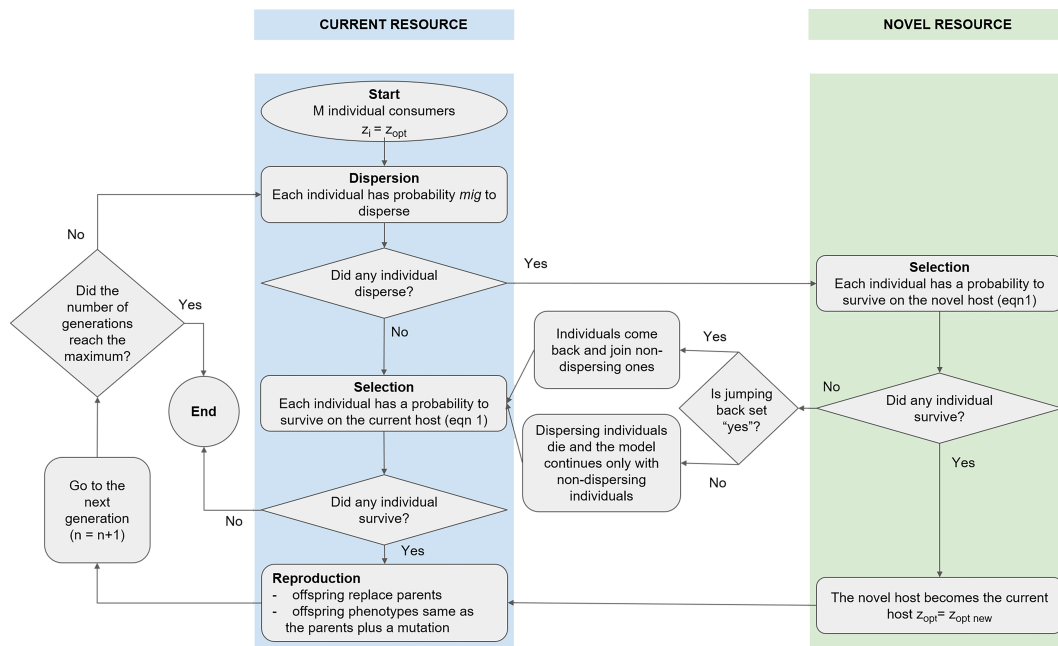 CURRENT RESOURCE
NOVEL RESOURCE
Start
M individual consumers
zi = zopt
Dispersion
Each individual has probability mig to
disperse
No
Did any individual
disperse?
Yes
Selection
Each individual has a probability to
survive on the novel host (eqn1)
Did the
number of
generations
reach the
maximum?
Yes
No
Individuals come
back and join non-
dispersing ones
Yes
Is jumping
back set
“yes”?
No
Did any individual
survive?
Yes
End
Selection
Each individual has a probability to
survive on the current host (eqn 1)
Dispersing individuals
die and the model
continues only with
non-dispersing
individuals
No
Go to the
next
generation
(n = n+1)
No
Did any individual
survive?
Yes
Reproduction
- offspring replace parents
- offspring phenotypes same as
the parents plus a mutation
The novel host becomes the current
host zopt= zopt new